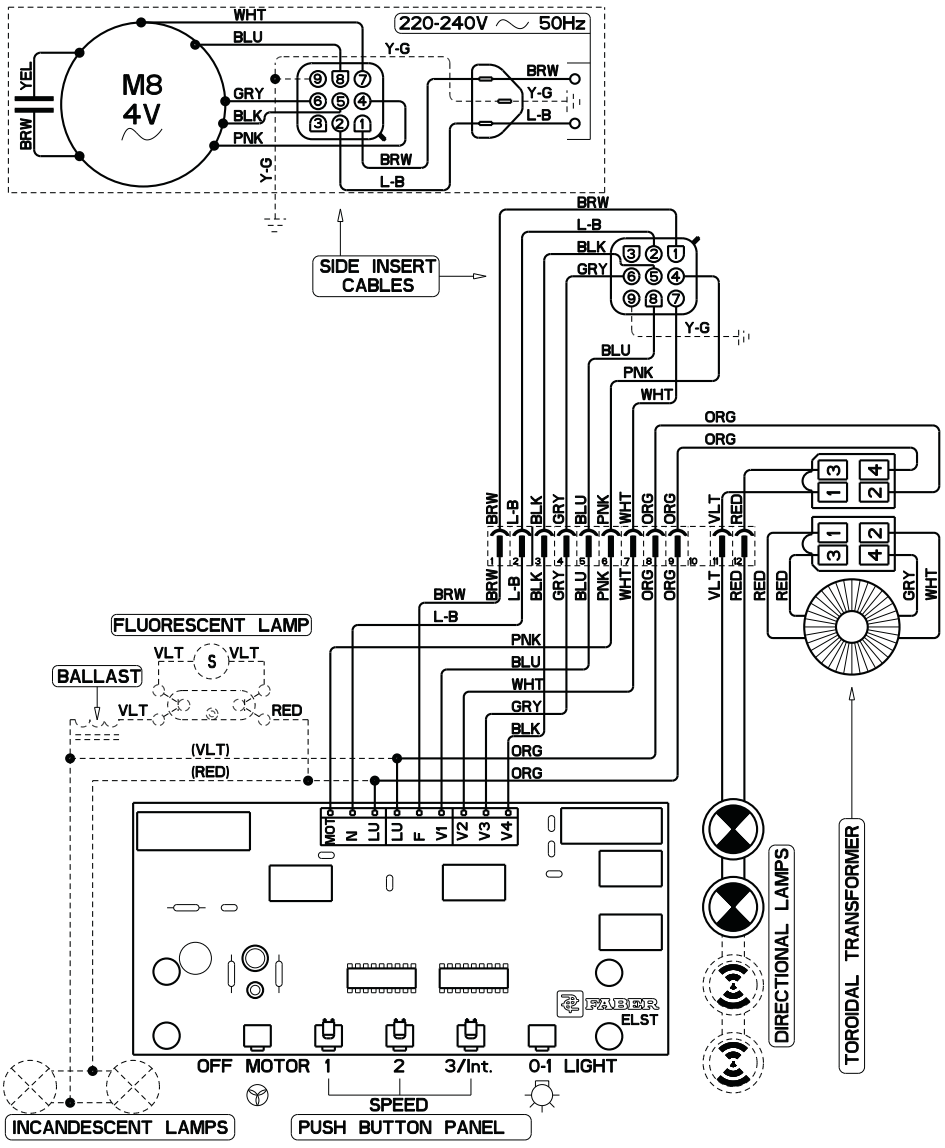 WHT
220-240V 50Hz
BLU
Y-G
YEL
M8
4V
9 8 7
BRW
GRY
6 5 4
Y-G
BLK
3 2 1
L-B
BRW
PNK
BRW
Y-G
L-B
BRW
L-B
SIDE INSERT
CABLES
BLK
3 2 1
GRY
6 5 4
9 8 7
Y-G
BLU
PNK
WHT
ORG
ORG
3 4
1 2
BRW L-B BLK GRY BLU PNK WHT ORG ORG VLT RED
1 2
3 4
1 2 3 4 5 6 7 8 9 10 11 12
BRW L-B BLK GRY BLU PNK WHT ORG ORG VLT RED RED RED GRY WHT
BRW
L-B
FLUORESCENT LAMP
PNK
VLT S VLT
BLU
BALLAST
WHT
VLT RED
GRY
BLK
(VLT)
ORG
(RED)
ORG
MOT N LU LU F V1 V2 V3 V4
DIRECTIONAL LAMPS
TOROIDAL TRANSFORMER
FABER
ELST
OFF MOTOR 1 2 3/Int. 0-1 LIGHT
SPEED
INCANDESCENT LAMPS
PUSH BUTTON PANEL